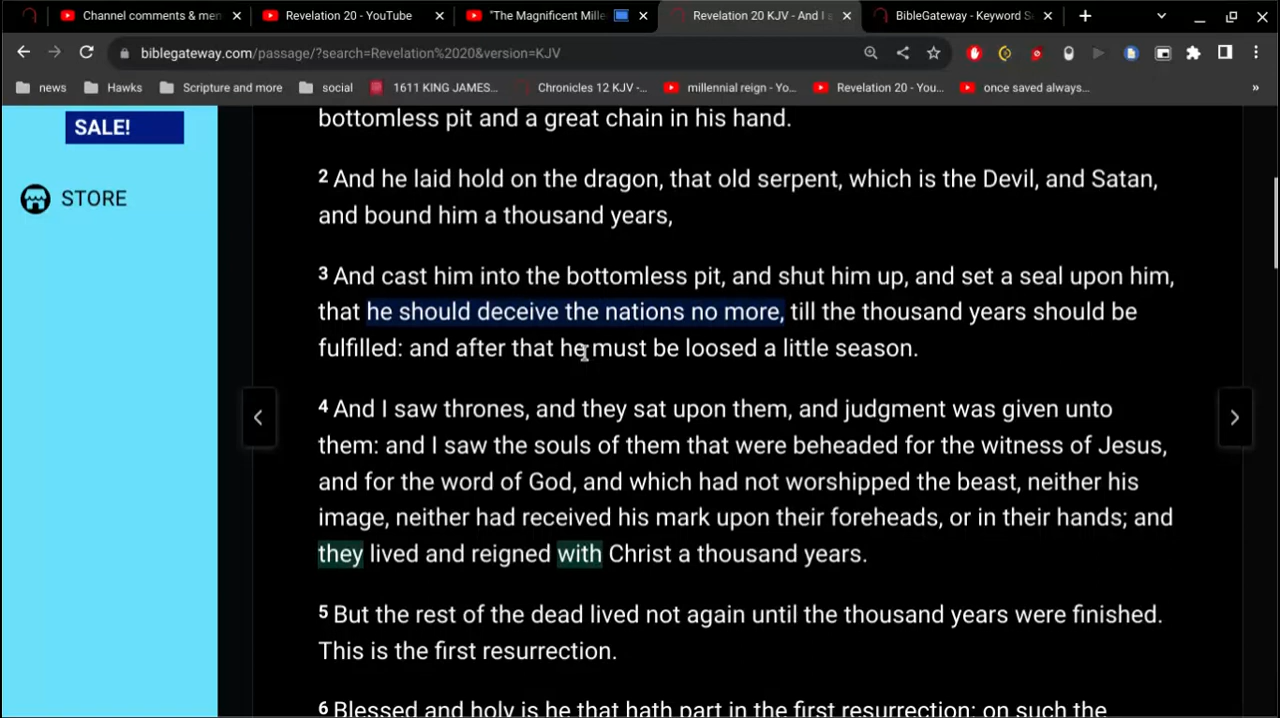 Channel comments & men
Revelation 20 - YouTube
"The Magnificent Mille
Revelation 20 KJV - And I s
BibleGateway - Keyword S
biblegateway.com/passage/?search=Revelation%2020&version=KJV
news
Hawks
Scripture and more
social
1611 KING JAMES...
Chronicles 12 KJV -...
millennial reign - Yo...
Revelation 20 - You...
once saved always...
»
SALE!
STORE
bottomless pit and a great chain in his hand.
2 And he laid hold on the dragon, that old serpent, which is the Devil, and Satan,
and bound him a thousand years,
3 And cast him into the bottomless pit, and shut him up, and set a seal upon him,
that he should deceive the nations no more, till the thousand years should be
fulfilled: and after that he must be loosed a little season.
4 And I saw thrones, and they sat upon them, and judgment was given unto
them: and I saw the souls of them that were beheaded for the witness of Jesus,
and for the word of God, and which had not worshipped the beast, neither his
image, neither had received his mark upon their foreheads, or in their hands; and
they lived and reigned with Christ a thousand years.
5 But the rest of the dead lived not again until the thousand years were finished.
This is the first resurrection.
6 Blessed and holy is he that hath part in the first resurrection: on such the